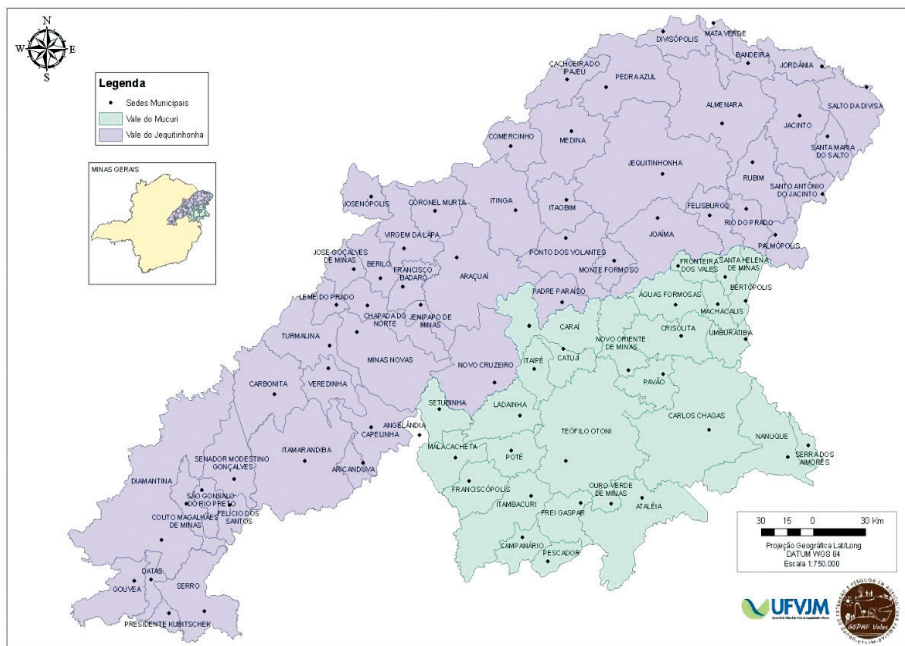 N
W E
S
Legenda
Sedes Municipais
Vale do Mucuri
Vale do Jequitinhonha
MINAS GERAIS
DIVISÓPOLIS
MATA VERDE
BANDEIRA
JORDÂNIA
CACHOEIRA DO
PAJEÚ
PEDRA AZUL
ALMENARA
SALTO DA DIVISA
JACINTO
COMERCINHO
MEDINA
SANTA MARIA
DO SALTO
JEQUITINHONHA
RUBIM
SANTO ANTÔNIO
DO JACINTO
JOSENÓPOLIS
CORONEL MURTA
ITINGA
ITAOBIM
FELISBURGO
RIO DO PRADO
VIRGEM DA LAPA
JOAÍMA
PALMÓPOLIS
JOSE GONÇALVES
DE MINAS
BERILO
FRANCISCO
BADARÓ
ARAÇUAÍ
PONTO DOS VOLANTES
MONTE FORMOSO
FRONTEIRA
DOS VALES
SANTA HELENA
DE MINAS
BERTÓPOLIS
LEME DO PRADO
CHAPADA DO
NORTE
JENIPAPO DE
MINAS
PADRE PARAÍSO
ÁGUAS FORMOSAS
MACHACALIS
UMBURATIBA
TURMALINA
MINAS NOVAS
NOVO CRUZEIRO
CARAÍ
CATUJI
NOVO ORIENTE
DE MINAS
CRISÓLITA
ITAIPÉ
PAVÃO
CARBONITA
VEREDINHA
SETUBINHA
LADAINHA
CARLOS CHAGAS
ANGELÂNDIA
CAPELINHA
TEÓFILO OTONI
NANUQUE
SERRA DOS
AIMORÉS
ITAMARANDIBA
ARICANDUVA
MALACACHETA
POTÉ
SENADOR MODESTINO
GONÇALVES
DIAMANTINA
SÃO GONSALO
DO RIO PRETO
FELÍCIO DOS
SANTOS
COUTO MAGALHÃES
DE MINAS
FRANCISCÓPOLIS
ITAMBACURI
OURO VERDE
DE MINAS
ATALÉIA
FREI GASPAR
CAMPANÁRIO
PESCADOR
DATAS
GOUVEA
SERRO
PRESIDENTE KUBITSCHEK
30 15 0 30 Km
Projeção Geográfica Lat/Long
DATUM WGS 84
Escala 1:750.000
UFVJM
GEPAF Vales